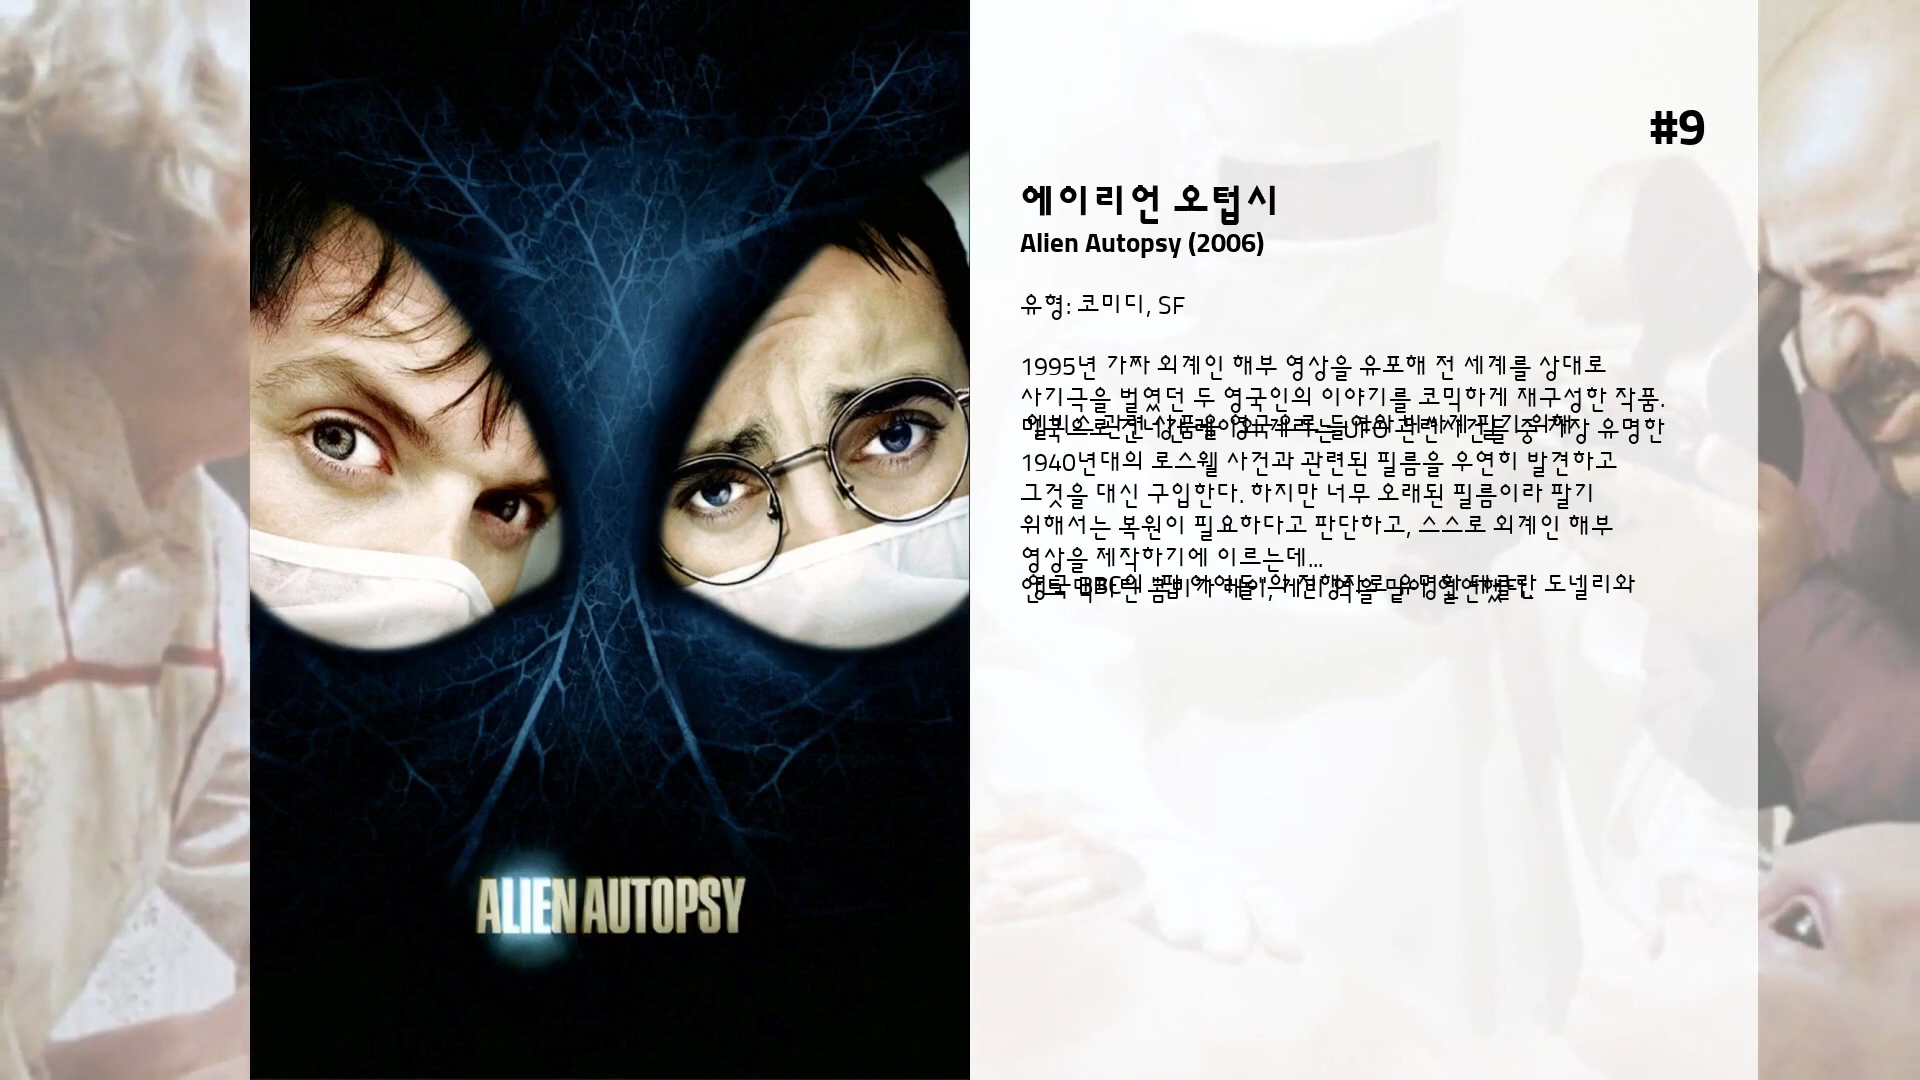 #9
에이리언 오텁시
Alien Autopsy (2006)
유형: 코미디, SF
1995년 가짜 외계인 해부 영상을 유포해 전 세계를 상대로
사기극을 벌였던 두 영국인의 이야기를 코믹하게 재구성한 작품.
유명한
1940년대의 로스웰 사건과 관련된 필름을 우연히 발견하고
그것을 대신 구입한다. 하지만 너무 오래된 필름이라 팔기
위해서는 복원이 필요하다고 판단하고, 스스로 외계인 해부
영상을 제작하기에 이르는데...
도넬리와
ALIEN AUTOPSY